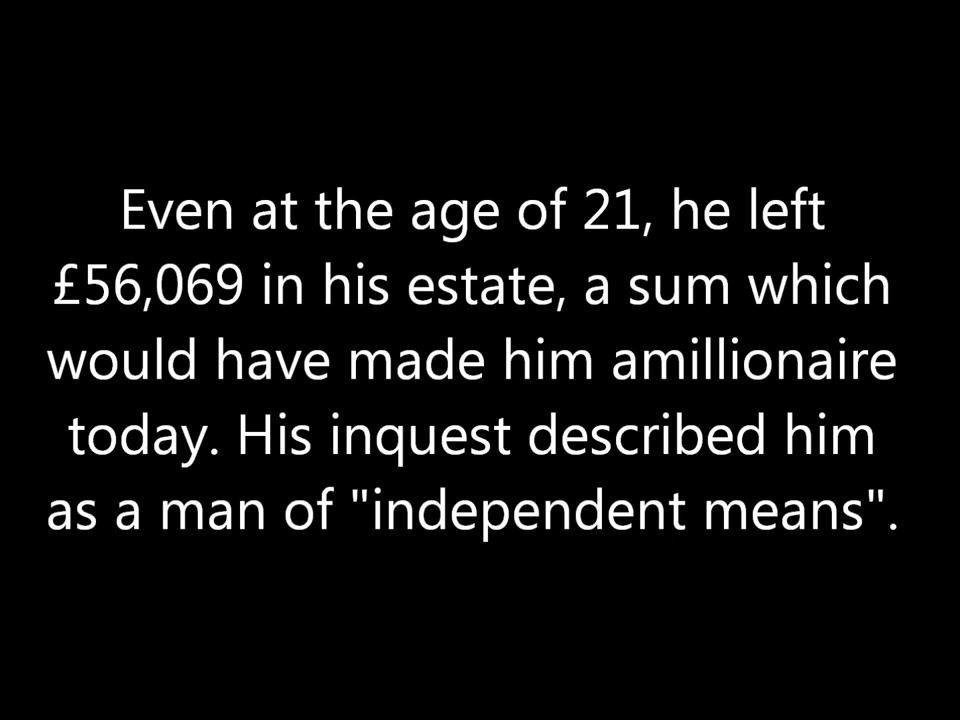 Even at the age of 21, he left
£56,069 in his estate, a sum which
would have made him amillionaire
today. His inquest described him
as a man of "independent means".